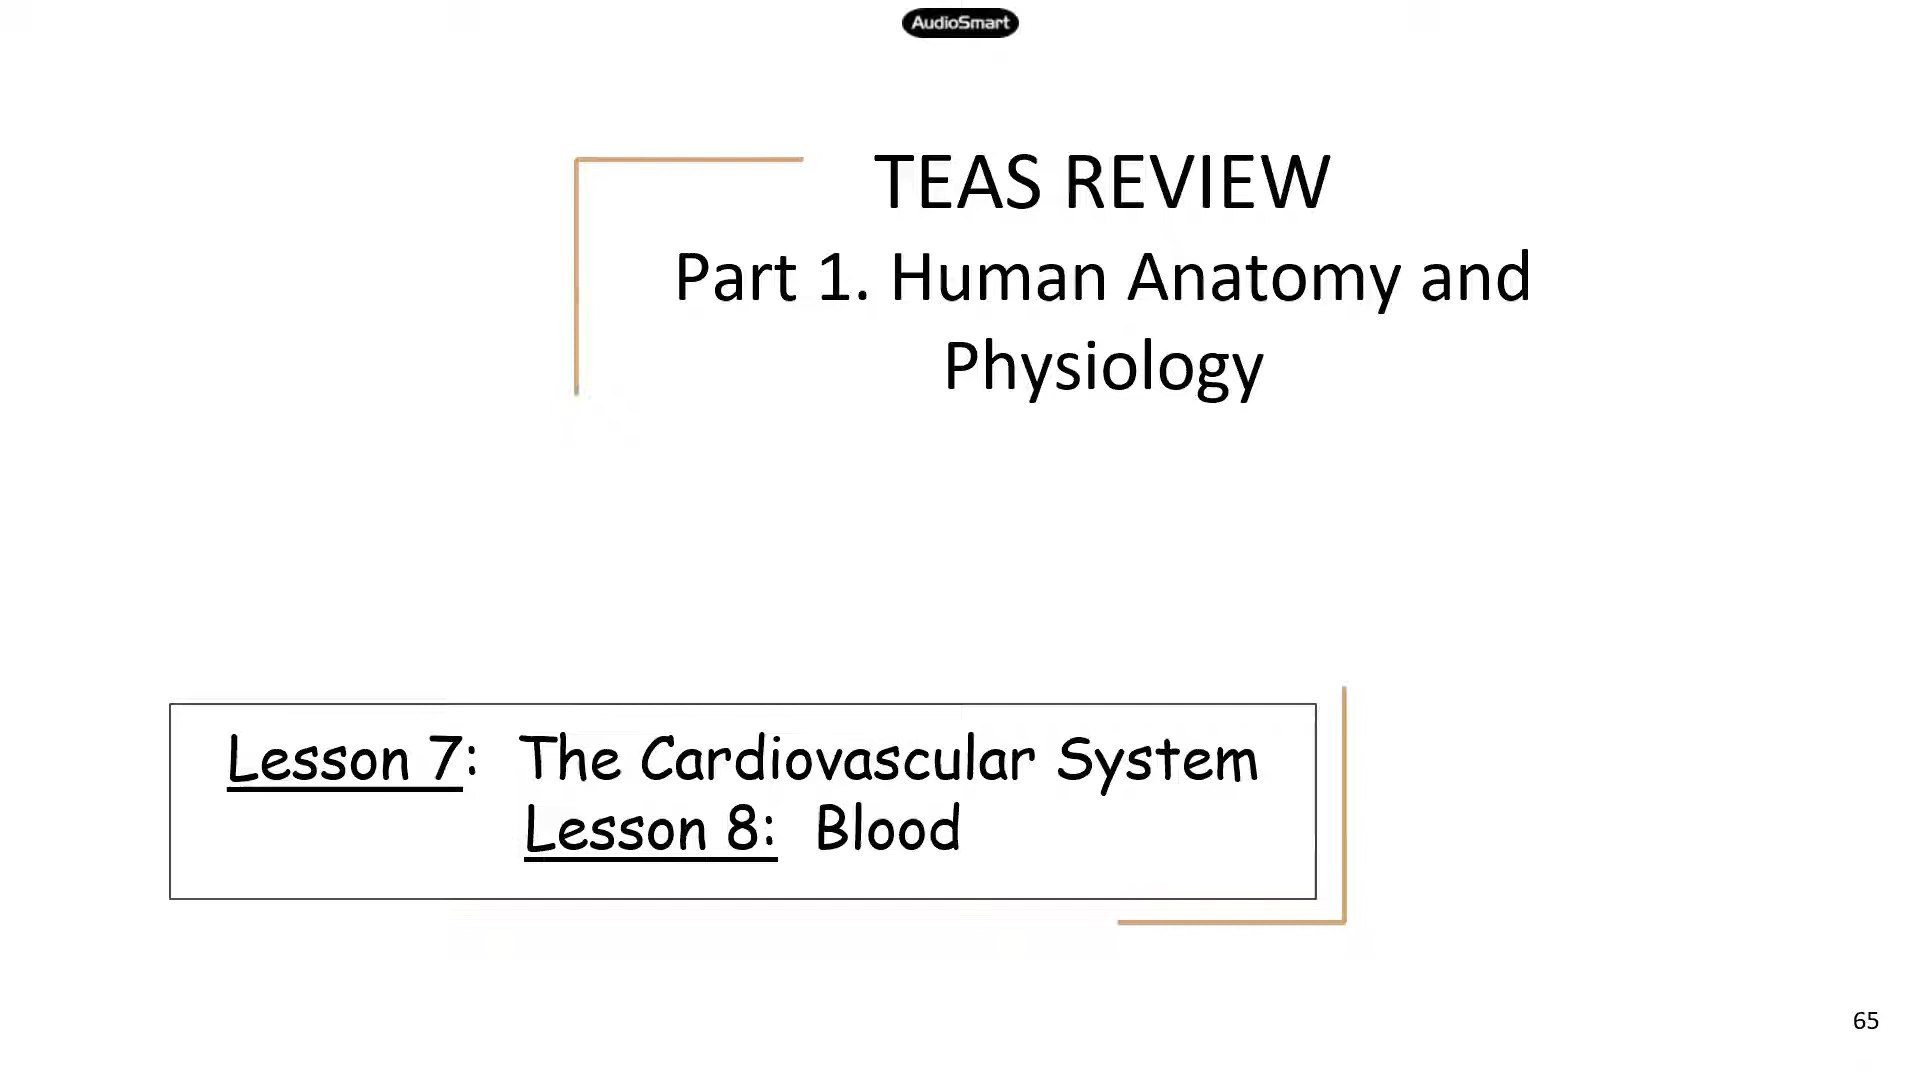 AudioSmart
TEAS REVIEW
Part 1. Human Anatomy and
Physiology
Lesson 7:  The Cardiovascular System
Lesson 8:  Blood
65